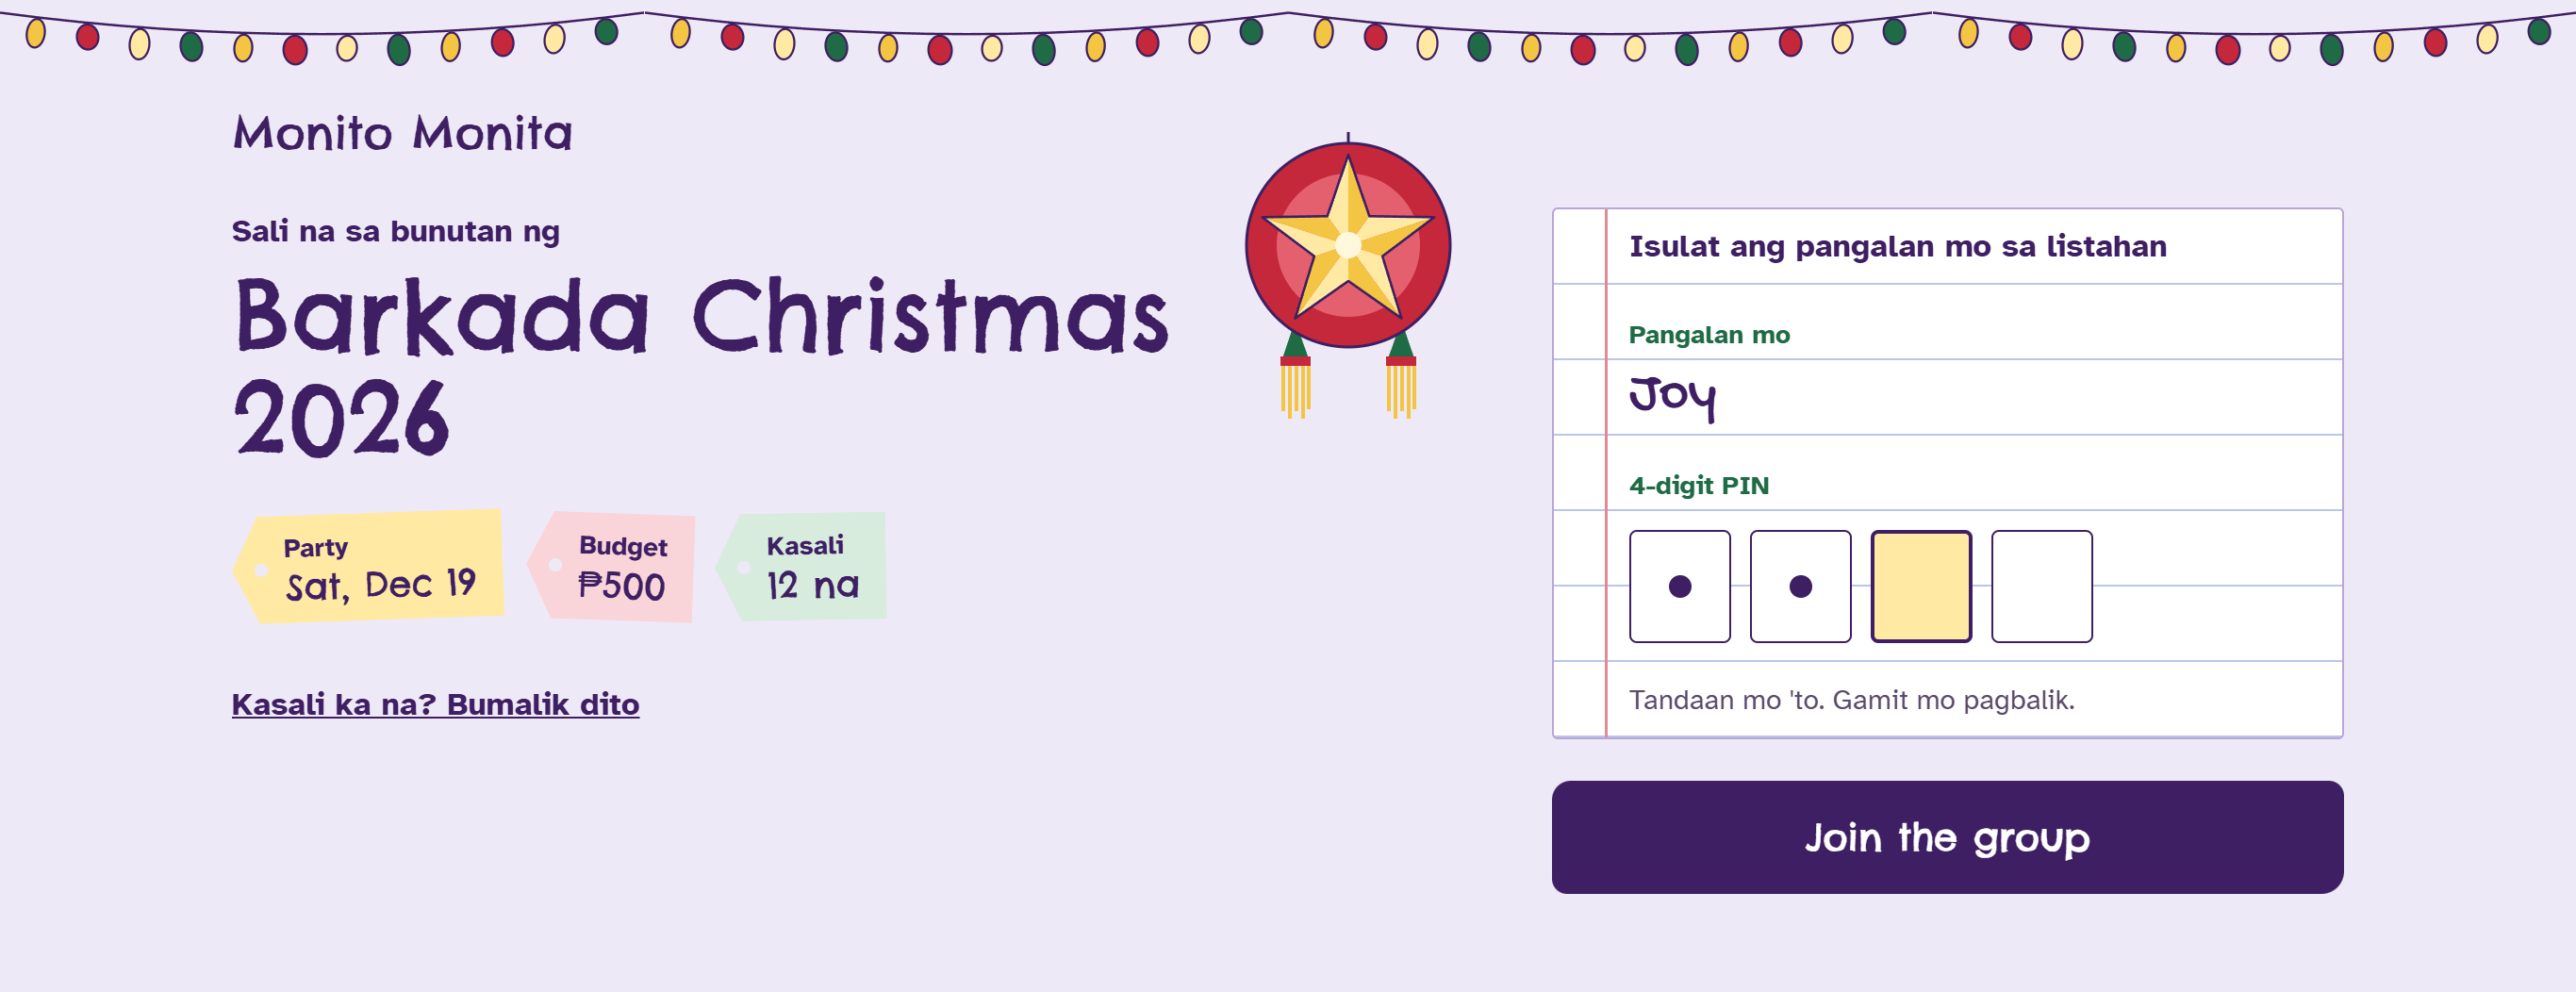 Monito Monita
Sali na sa bunutan ng
Barkada Christmas
2026
Party
Sat, Dec 19
Budget
₱500
Kasali
12 na
Kasali ka na? Bumalik dito
Isulat ang pangalan mo sa listahan
Pangalan mo
Joy
4-digit PIN
Tandaan mo 'to. Gamit mo pagbalik.
Join the group